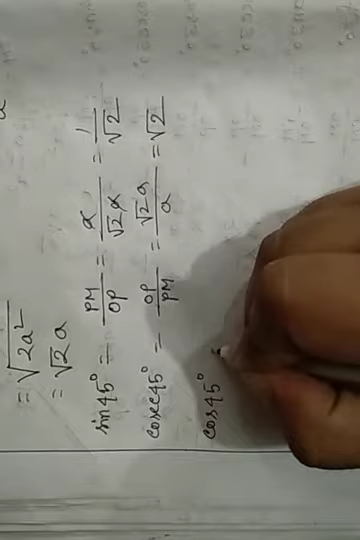 = √2a²
= √2 a
sin45° = PM/OP = a/√2a = 1/√2
cosec45° = OP/PM = √2a/a = √2
cos45°